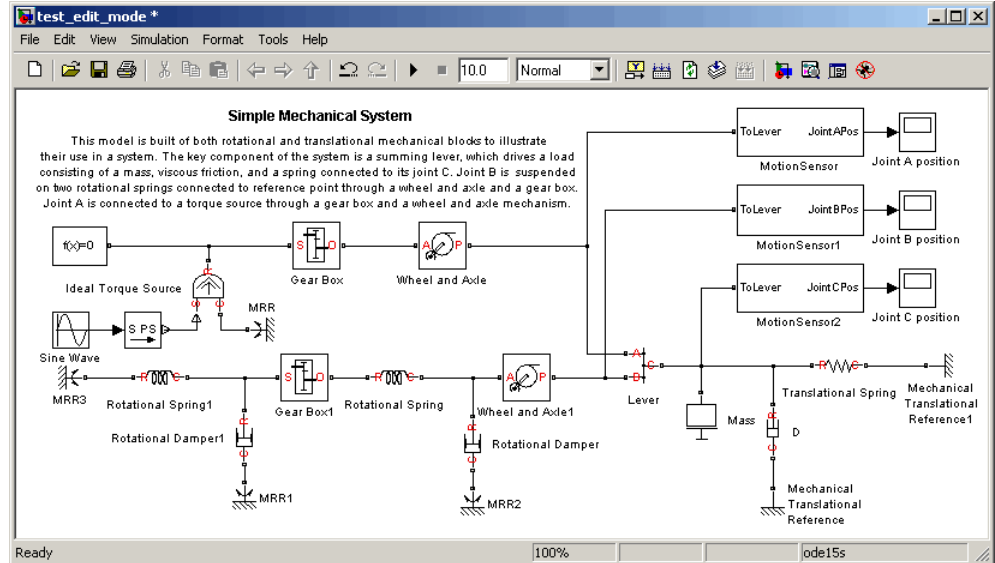 test_edit_mode *
File Edit View Simulation Format Tools Help
10.0 Normal
Simple Mechanical System
This model is built of both rotational and translational mechanical blocks to illustrate
their use in a system. The key component of the system is a summing lever, which drives a load
consisting of a mass, viscous friction, and a spring connected to its joint C. Joint B is suspended
on two rotational springs connected to reference point through a wheel and axle and a gear box.
Joint A is connected to a torque source through a gear box and a wheel and axle mechanism.
ToLever JointAPos
MotionSensor
Joint A position
ToLever JointBPos
MotionSensor1
Joint B position
ToLever JointCPos
MotionSensor2
Joint C position
f(x)=0
S O
Gear Box
A P
Wheel and Axle
Ideal Torque Source
R
S C
MRR
Sine Wave
S PS
MRR3
R C
Rotational Spring1
S O
Gear Box1
R C
Rotational Spring
A P
Wheel and Axle1
A
B
C
Lever
R C
Translational Spring
Mechanical
Translational
Reference1
Rotational Damper1
R
C
MRR1
R
C
Rotational Damper
MRR2
Mass
R
C
D
Mechanical
Translational
Reference
Ready 100% ode15s